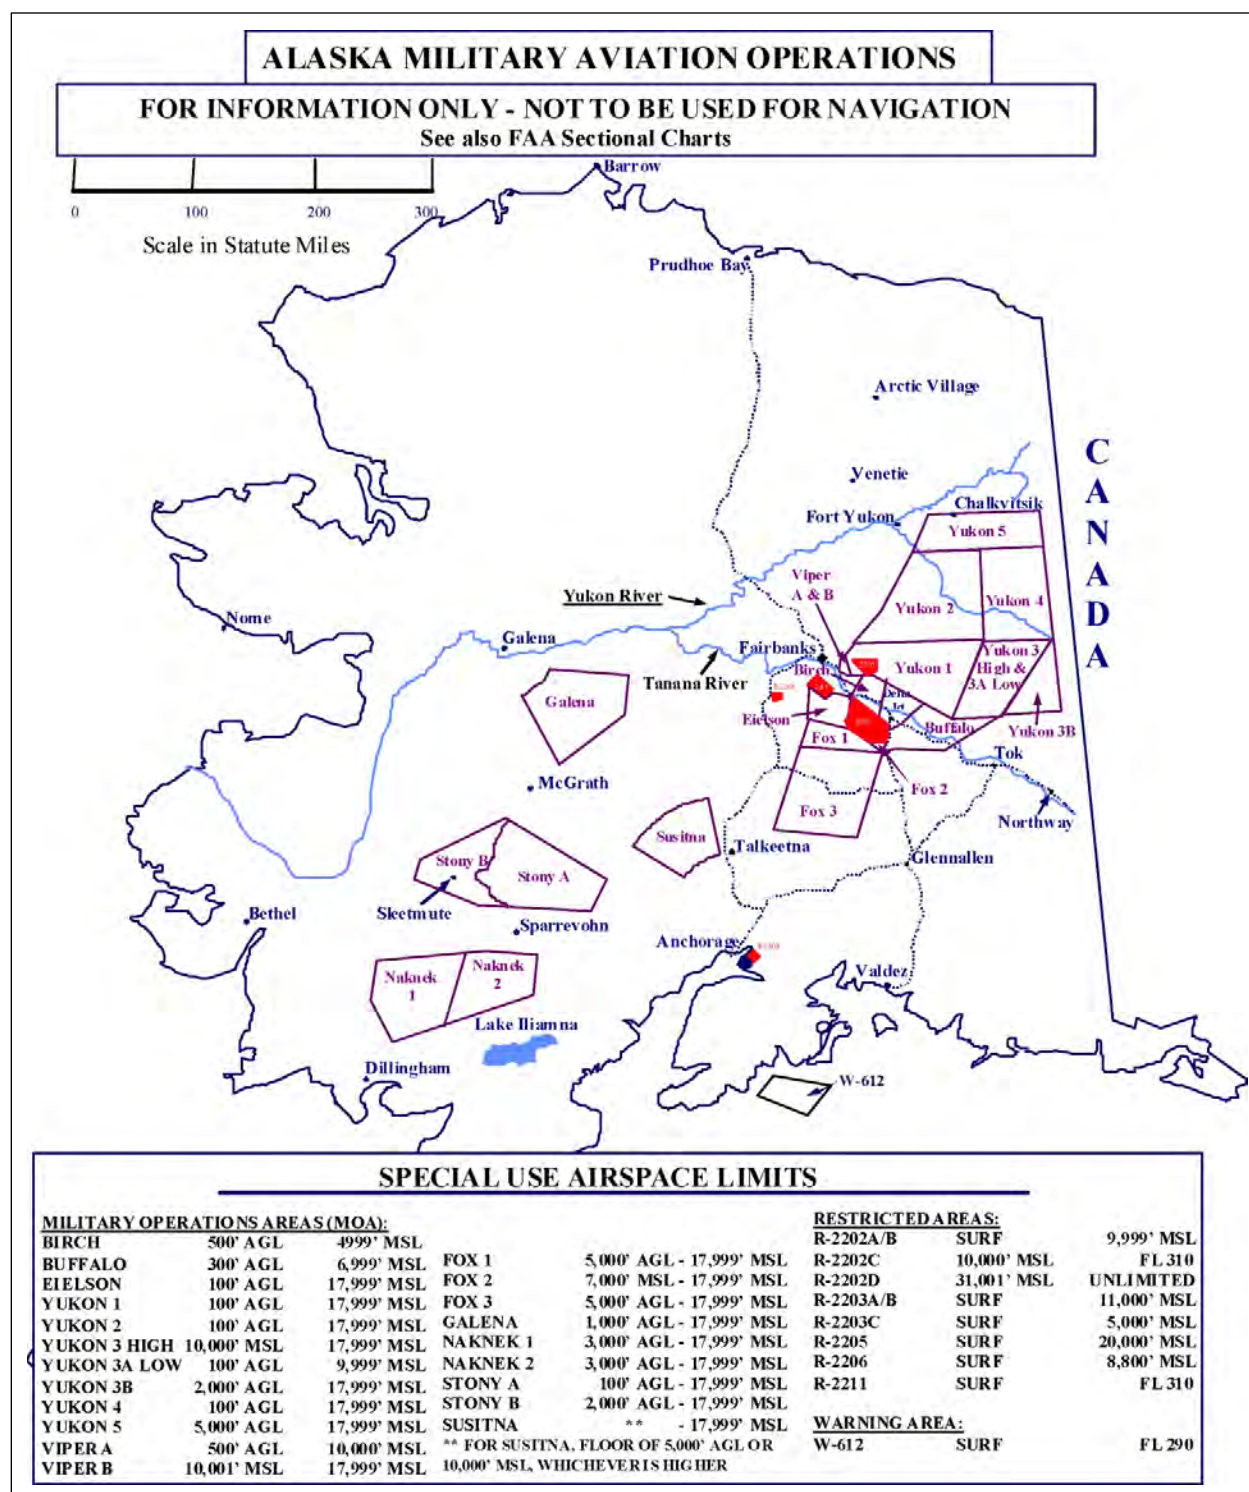 ALASKA MILITARY AVIATION OPERATIONS
FOR INFORMATION ONLY - NOT TO BE USED FOR NAVIGATION
See also FAA Sectional Charts
Barrow
0 100 200 300
Scale in Statute Miles
Prudhoe Bay
Arctic Village
CANADA
Venetie
Chalkvitsik
Fort Yukon
Yukon 5
Viper
A & B
Yukon River
Yukon 2
Yukon 4
Nome
Galena
Fairbanks
Yukon 3
High &
3A Low
Birch
Yukon 1
Tanana River
Galena
Delta
Jct
Eielson
Buffalo
Yukon 3B
Fox 1
Tok
McGrath
Fox 2
Fox 3
Northway
Susitna
Talkeetna
Glennallen
Stony B
Stony A
Sleetmute
Bethel
Sparrevohn
Anchorage
Naknek
1
Naknek
2
Valdez
Lake Iliamna
Dillingham
W-612
SPECIAL USE AIRSPACE LIMITS
MILITARY OPERATIONS AREAS (MOA):
BIRCH 500' AGL 4999' MSL
BUFFALO 300' AGL 6,999' MSL
EIELSON 100' AGL 17,999' MSL
YUKON 1 100' AGL 17,999' MSL
YUKON 2 100' AGL 17,999' MSL
YUKON 3 HIGH 10,000' MSL 17,999' MSL
YUKON 3A LOW 100' AGL 9,999' MSL
YUKON 3B 2,000' AGL 17,999' MSL
YUKON 4 100' AGL 17,999' MSL
YUKON 5 5,000' AGL 17,999' MSL
VIPER A 500' AGL 10,000' MSL
VIPER B 10,001' MSL 17,999' MSL
FOX 1 5,000' AGL - 17,999' MSL
FOX 2 7,000' MSL - 17,999' MSL
FOX 3 5,000' AGL - 17,999' MSL
GALENA 1,000' AGL - 17,999' MSL
NAKNEK 1 3,000' AGL - 17,999' MSL
NAKNEK 2 3,000' AGL - 17,999' MSL
STONY A 100' AGL - 17,999' MSL
STONY B 2,000' AGL - 17,999' MSL
SUSITNA ** - 17,999' MSL
** FOR SUSITNA, FLOOR OF 5,000' AGL OR
10,000' MSL, WHICHEVER IS HIGHER
RESTRICTED AREAS:
R-2202A/B SURF 9,999' MSL
R-2202C 10,000' MSL FL 310
R-2202D 31,001' MSL UNLIMITED
R-2203A/B SURF 11,000' MSL
R-2203C SURF 5,000' MSL
R-2205 SURF 20,000' MSL
R-2206 SURF 8,800' MSL
R-2211 SURF FL 310
WARNING AREA:
W-612 SURF FL 290